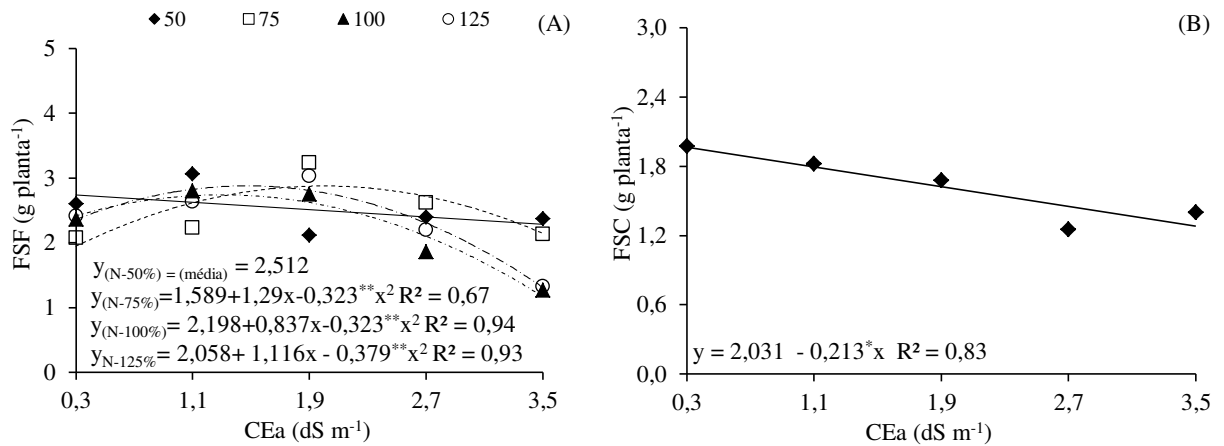 50 75 100 125
(A)
5
4
3
2
1
0
FSF (g planta⁻¹)
y(N-50%) = (média) = 2,512
y(N-75%)=1,589+1,29x-0,323**x² R² = 0,67
y(N-100%)= 2,198+0,837x-0,323**x² R² = 0,94
yN-125%= 2,058+ 1,116x - 0,379**x² R² = 0,93
0,3 1,1 1,9 2,7 3,5
CEa (dS m⁻¹)
(B)
3,0
2,4
1,8
1,2
0,6
0,0
FSC (g planta⁻¹)
y = 2,031 - 0,213*x R² = 0,83
0,3 1,1 1,9 2,7 3,5
CEa (dS m⁻¹)